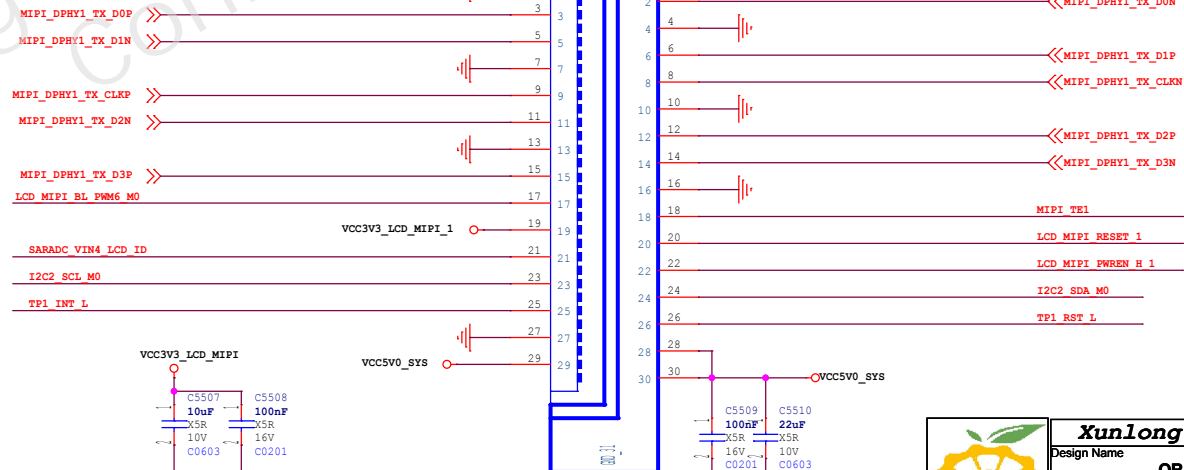 MIPI_DPHY1_TX_D0P 3 3
2 2 MIPI_DPHY1_TX_D0N
4 4
MIPI_DPHY1_TX_D1N 5 5
6 6 MIPI_DPHY1_TX_D1P
7 7
8 8 MIPI_DPHY1_TX_CLKN
MIPI_DPHY1_TX_CLKP 9 9
10 10
MIPI_DPHY1_TX_D2N 11 11
12 12 MIPI_DPHY1_TX_D2P
13 13
14 14 MIPI_DPHY1_TX_D3N
MIPI_DPHY1_TX_D3P 15 15
16 16
LCD_MIPI_BL_PWM6_M0 17 17
18 18 MIPI_TE1
VCC3V3_LCD_MIPI_1 19 19
20 20 LCD_MIPI_RESET_1
SARADC_VIN4_LCD_ID 21 21
22 22 LCD_MIPI_PWREN_H_1
I2C2_SCL_M0 23 23
24 24 I2C2_SDA_M0
TP1_INT_L 25 25
26 26 TP1_RST_L
27 27
28 28
VCC5V0_SYS 29 29
30 30 VCC5V0_SYS
VCC3V3_LCD_MIPI
C5507 C5508
10uF 100nF
X5R X5R
10V 16V
C0603 C0201
C5509 C5510
100nF 22uF
X5R X5R
16V 10V
C0201 C0603
Xunlong
Design Name